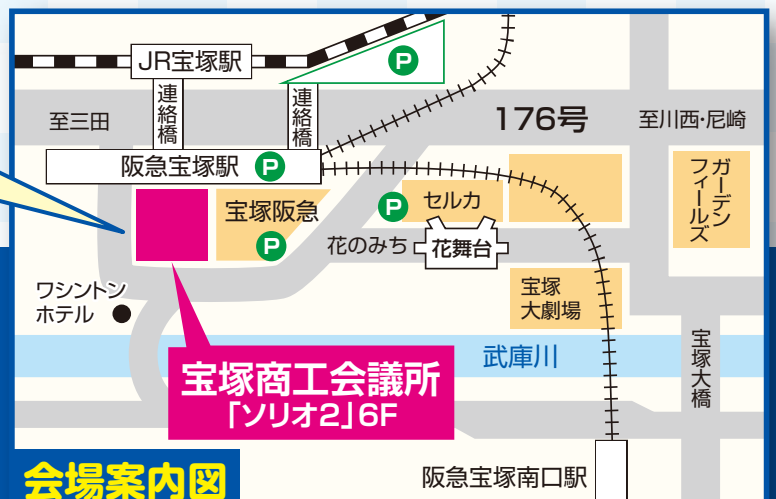 JR宝塚駅
P
連絡橋
連絡橋
至三田
176号
至川西・尼崎
阪急宝塚駅
P
宝塚阪急
P
P
セルカ
ガーデン
フィールズ
花のみち
花舞台
ワシントン
ホテル
宝塚
大劇場
宝塚商工会議所
「ソリオ2」6F
武庫川
宝塚大橋
会場案内図
阪急宝塚南口駅